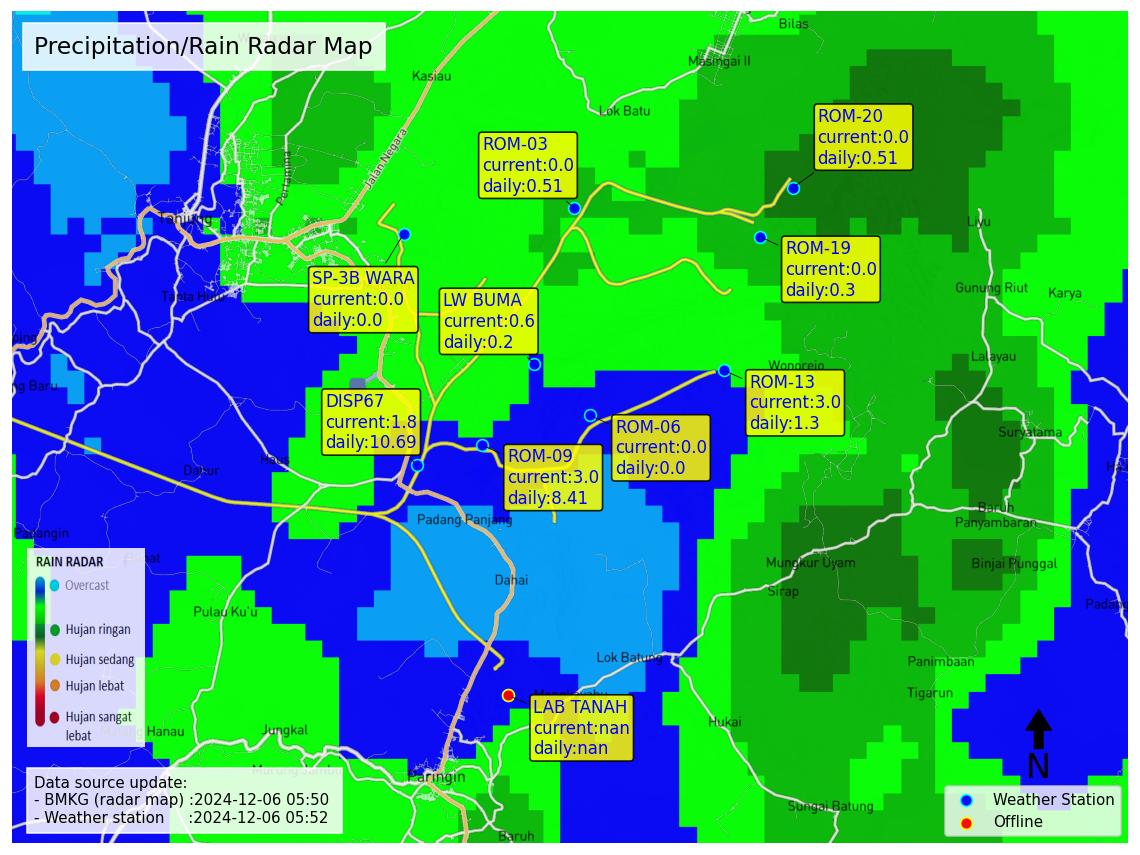 Precipitation/Rain Radar Map
Bilas
Masingai II
Kasiau
Lok Batu
Jalan Negara
Pertamina
Tanjung
Tanta Hulu
ROM-20
current:0.0
daily:0.51
ROM-03
current:0.0
daily:0.51
ROM-19
current:0.0
daily:0.3
SP-3B WARA
current:0.0
daily:0.0
LW BUMA
current:0.6
daily:0.2
Liyu
Gunung Riut
Karya
Lalayau
Wonorejo
ROM-13
current:3.0
daily:1.3
DISP67
current:1.8
daily:10.69
ROM-06
current:0.0
daily:0.0
ROM-09
current:3.0
daily:8.41
ng Baru
Dahur
Haus
Suryatama
Padang Panjang
Baruh
Panyambaran
Padangin
Mungkur Uyam
Binjai Punggal
Dahai
Sirap
Padang
Pulau Ku'u
Lok Batung
Panimbaan
Tigarun
Hukai
LAB TANAH
current:nan
daily:nan
RAIN RADAR
Overcast
Hujan ringan
Hujan sedang
Hujan lebat
Hujan sangat
lebat
Manau
Jungkal
Paringin
Sungai Batung
Baruh
N
Data source update:
- BMKG (radar map) :2024-12-06 05:50
- Weather station :2024-12-06 05:52
Weather Station
Offline